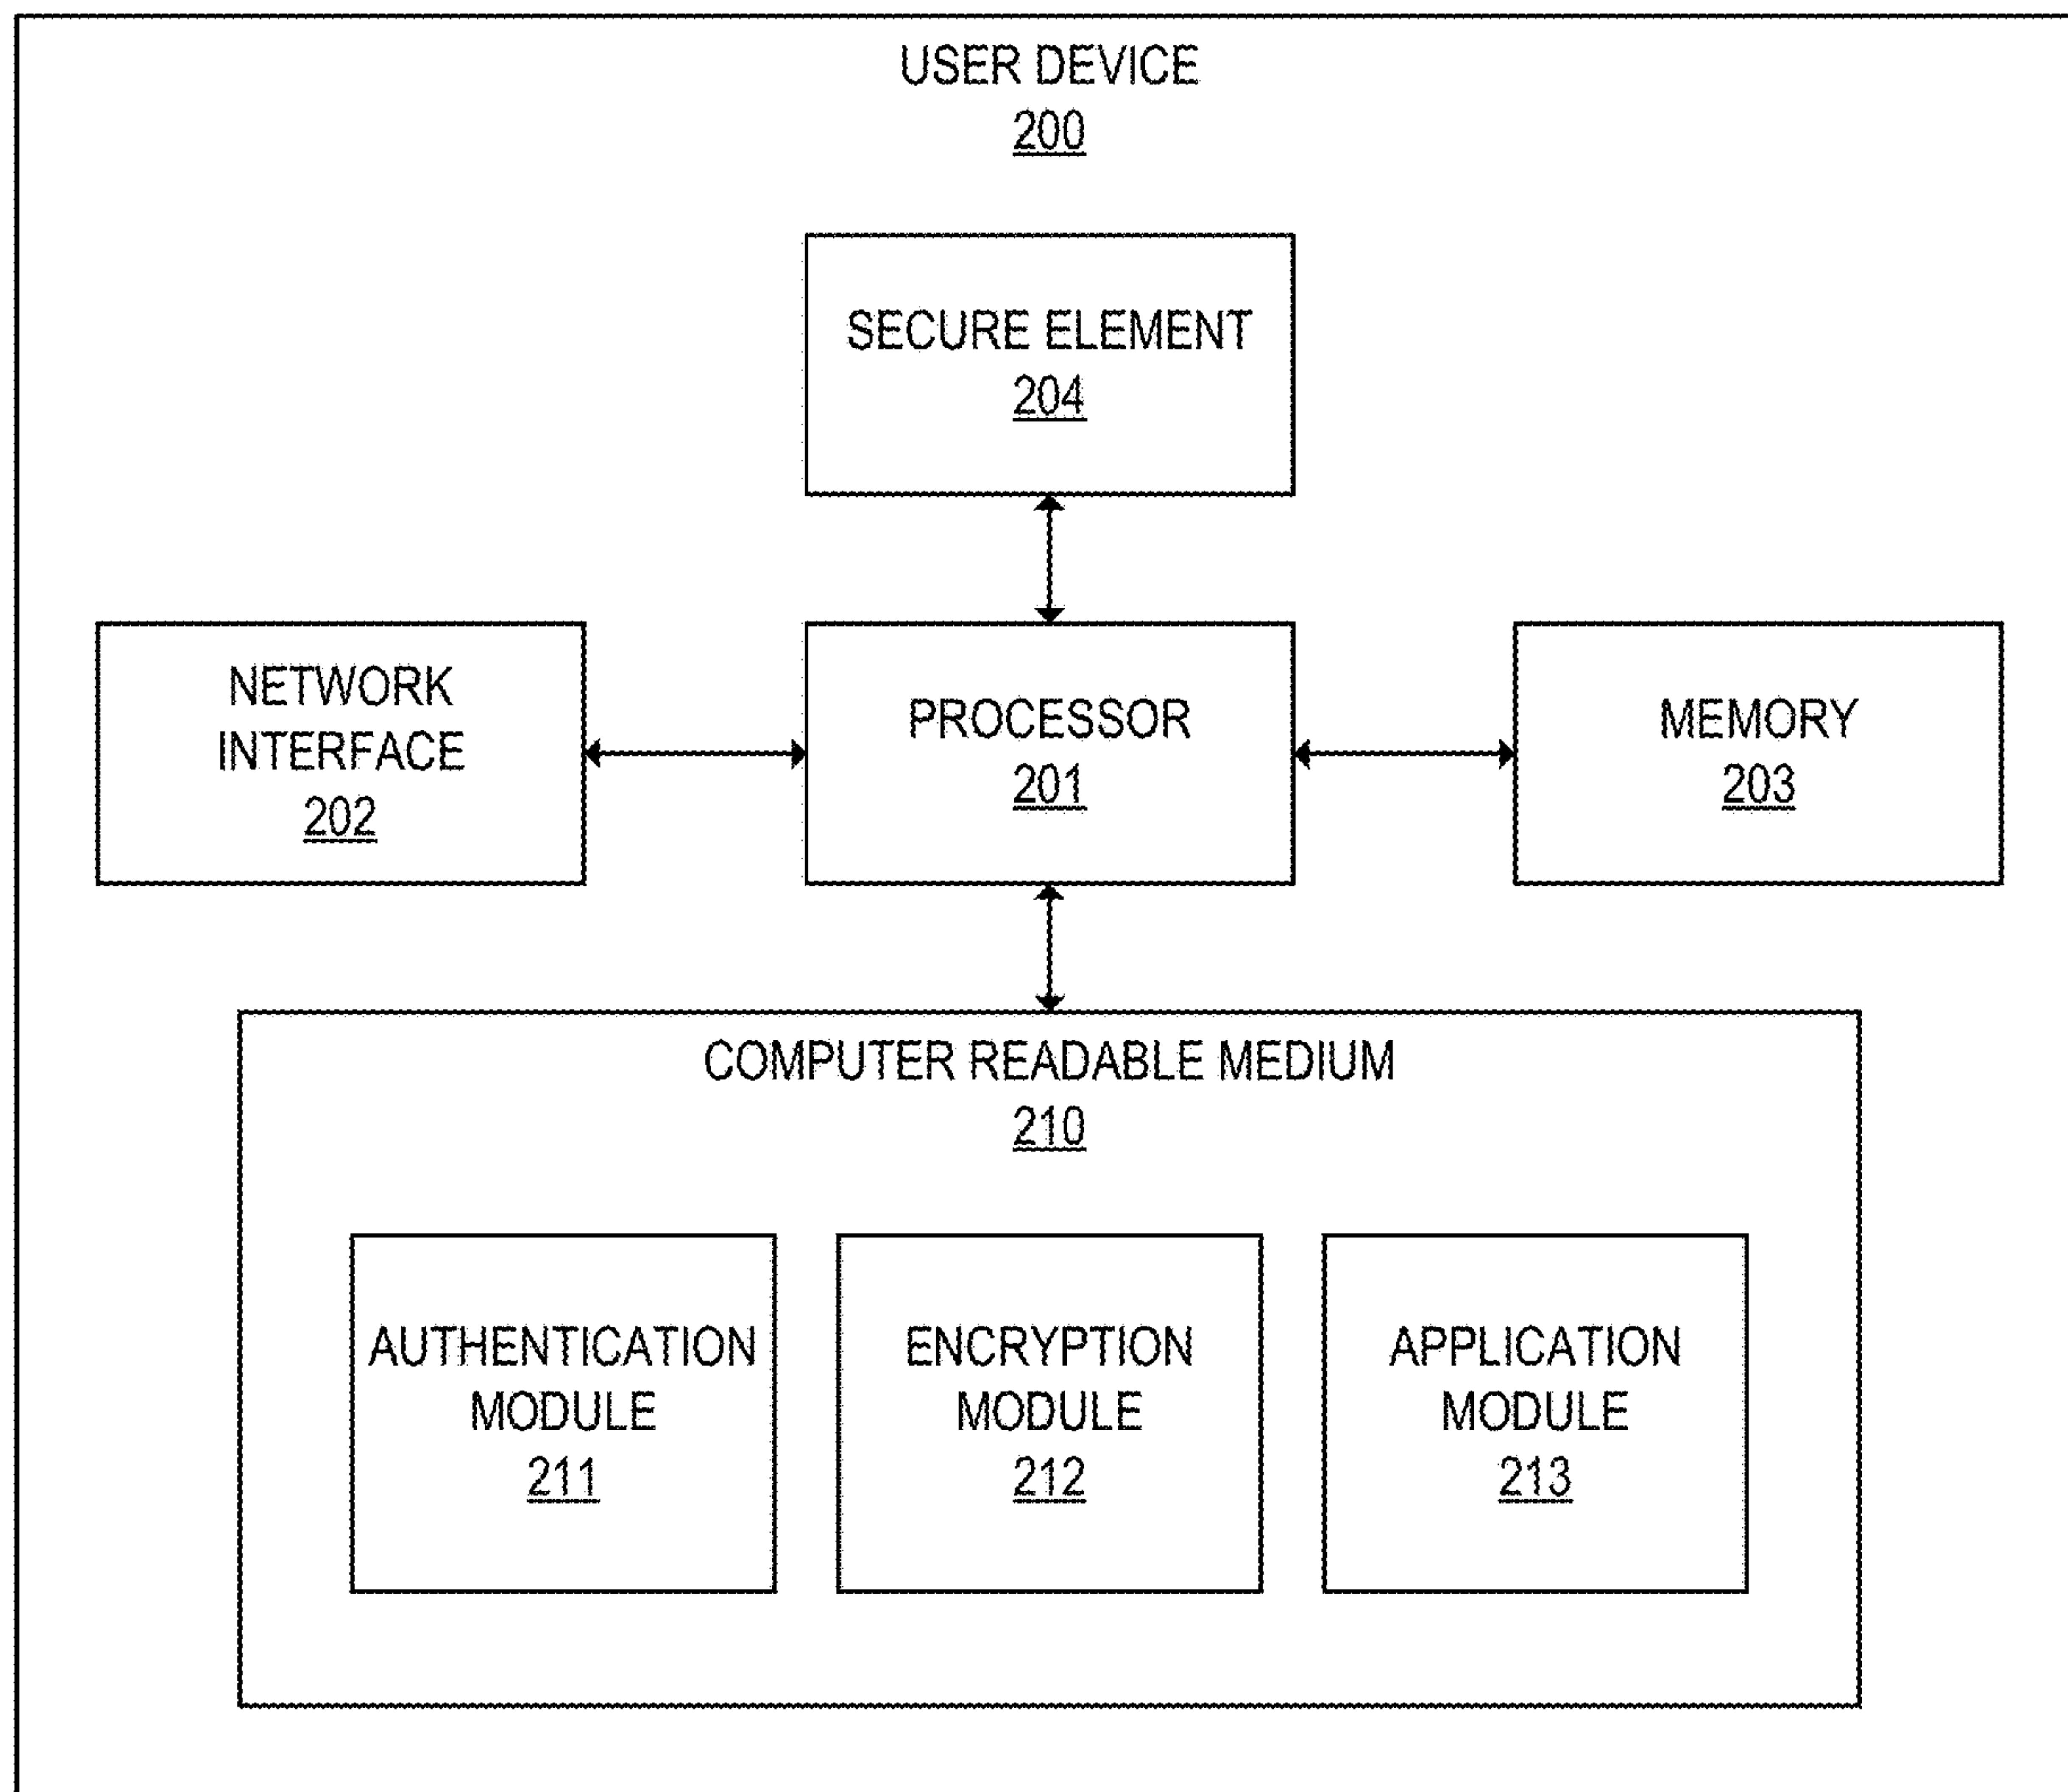 USER DEVICE
200
SECURE ELEMENT
204
NETWORK
INTERFACE
202
PROCESSOR
201
MEMORY
203
COMPUTER READABLE MEDIUM
210
AUTHENTICATION
MODULE
211
ENCRYPTION
MODULE
212
APPLICATION
MODULE
213